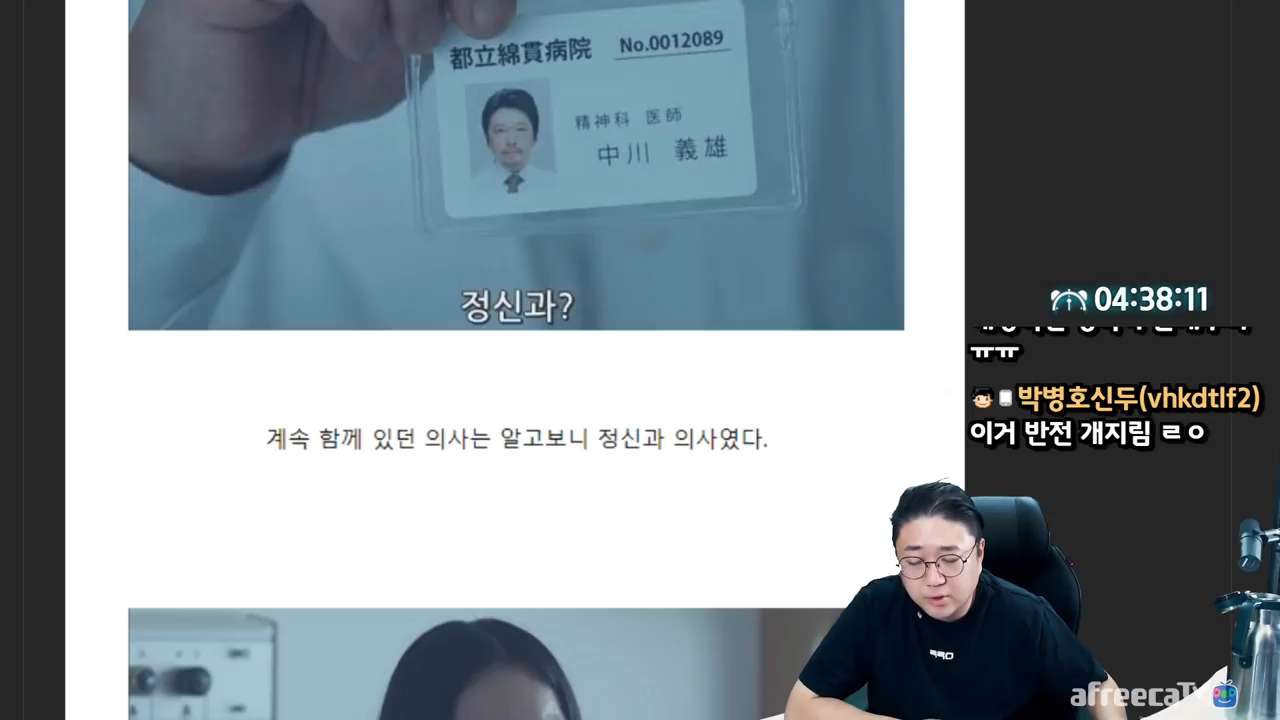 都立綿貫病院 No.0012089
精神科 医師
中川 義雄
정신과?
계속 함께 있던 의사는 알고보니 정신과 의사였다.
04:38:11
ㅠㅠ
박병호신두(vhkdtlf2)
이거 반전 개지림 ㄹㅇ
afreecaTV